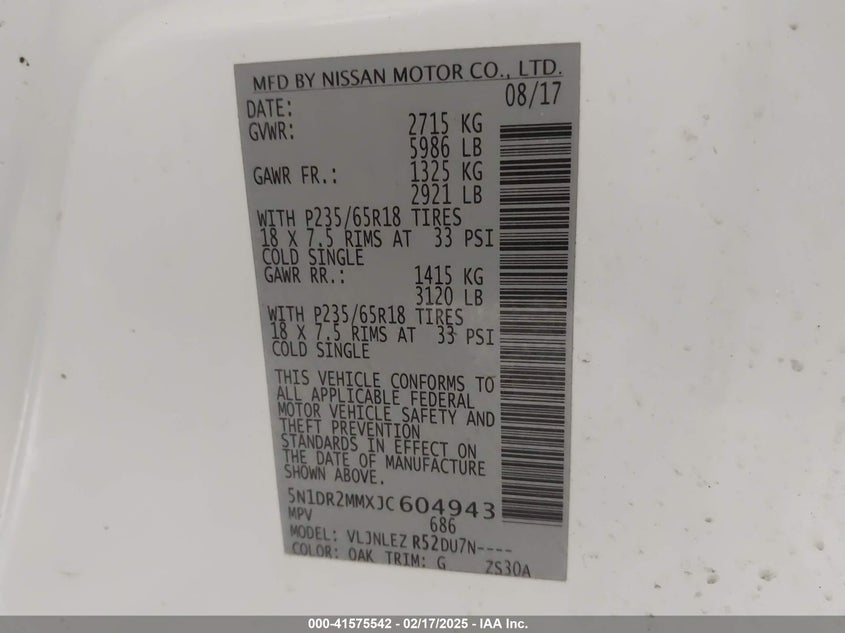 MFD BY NISSAN MOTOR CO., LTD.
DATE: 08/17
GVWR: 2715 KG
5986 LB
GAWR FR.: 1325 KG
2921 LB
WITH P235/65R18 TIRES
18 X 7.5 RIMS AT 33 PSI
COLD SINGLE
GAWR RR.: 1415 KG
3120 LB
WITH P235/65R18 TIRES
18 X 7.5 RIMS AT 33 PSI
COLD SINGLE
THIS VEHICLE CONFORMS TO
ALL APPLICABLE FEDERAL
MOTOR VEHICLE SAFETY AND
THEFT PREVENTION
STANDARDS IN EFFECT ON
THE DATE OF MANUFACTURE
SHOWN ABOVE.
5N1DR2MMXJC604943
MPV 686
MODEL: VLJNLEZ R52DU7N----
COLOR: QAK TRIM: G ZS30A
000-41575542 - 02/17/2025 - IAA Inc.